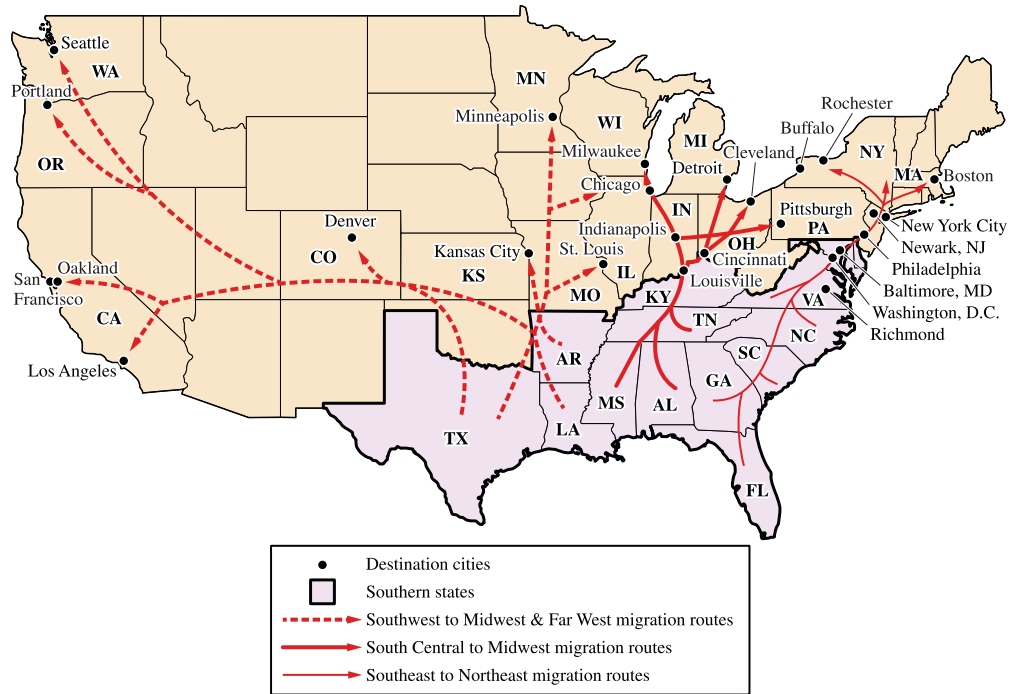 Seattle
WA
Portland
OR
MN
Minneapolis
WI
Milwaukee
Chicago
MI
Detroit
Cleveland
Buffalo
Rochester
NY
MA
Boston
Denver
CO
Kansas City
KS
St. Louis
MO
IL
Indianapolis
IN
OH
Pittsburgh
PA
Cincinnati
Louisville
New York City
Newark, NJ
Philadelphia
Baltimore, MD
Washington, D.C.
Richmond
San
Francisco
Oakland
CA
Los Angeles
KY
VA
TN
NC
SC
AR
MS
AL
GA
TX
LA
FL
Destination cities
Southern states
Southwest to Midwest & Far West migration routes
South Central to Midwest migration routes
Southeast to Northeast migration routes